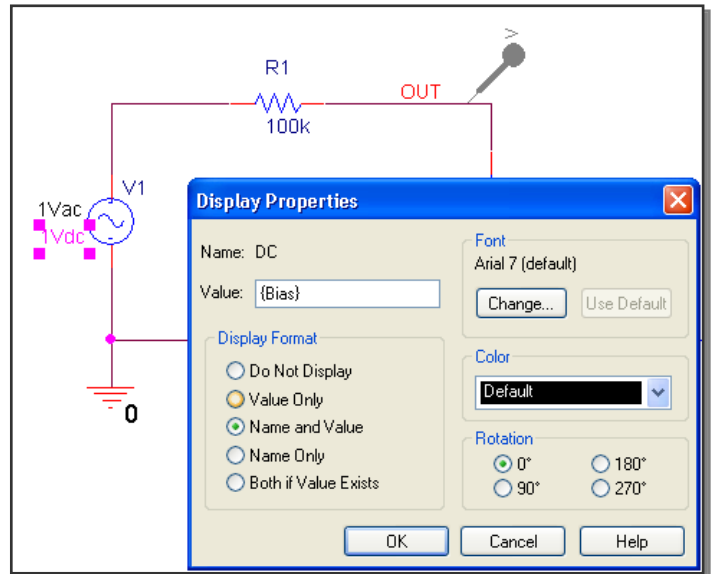 R1
OUT
V
100k
V1
1Vac
1Vdc
0
Display Properties
Name: DC
Value: {Bias}
Display Format
Do Not Display
Value Only
Name and Value
Name Only
Both if Value Exists
Font
Arial 7 (default)
Change...
Use Default
Color
Default
Rotation
0°
180°
90°
270°
OK
Cancel
Help